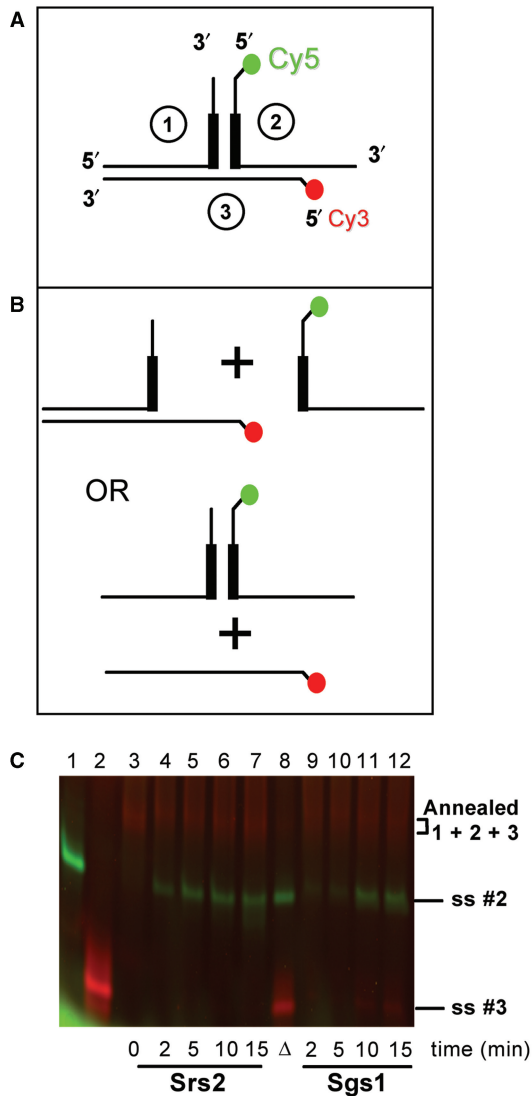 A
3′ 5′
Cy5
1 2
5′ 3′
3′
3
5′ Cy3
B
+
OR
+
C
1 2 3 4 5 6 7 8 9 10 11 12
Annealed
1 + 2 + 3
ss #2
ss #3
0 2 5 10 15 Δ 2 5 10 15 time (min)
Srs2 Sgs1